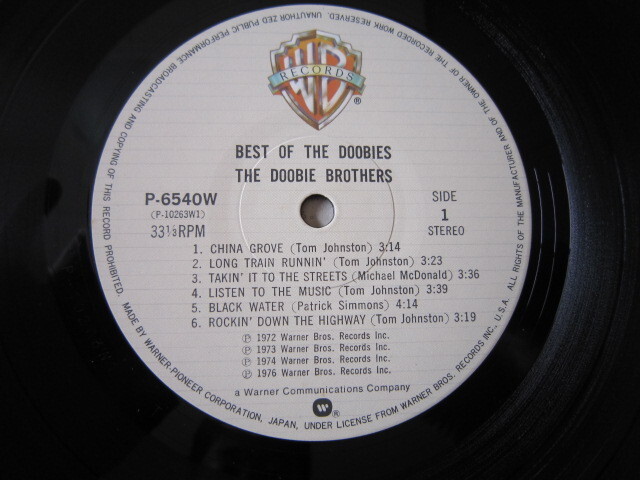 UNAUTHORIZED PUBLIC PERFORMANCE BROADCASTING AND COPYING OF THIS RECORD PROHIBITED.
ALL RIGHTS OF THE MANUFACTURER AND OF THE OWNER OF THE RECORDED WORK RESERVED.
WB
RECORDS
®
BEST OF THE DOOBIES
THE DOOBIE BROTHERS
P-6540W
(P-10263W1)
33⅓RPM
SIDE
1
STEREO
1. CHINA GROVE (Tom Johnston) 3:14
2. LONG TRAIN RUNNIN' (Tom Johnston) 3:23
3. TAKIN' IT TO THE STREETS (Michael McDonald) 3:36
4. LISTEN TO THE MUSIC (Tom Johnston) 3:39
5. BLACK WATER (Patrick Simmons) 4:14
6. ROCKIN' DOWN THE HIGHWAY (Tom Johnston) 3:19
℗ 1972 Warner Bros. Records Inc.
℗ 1973 Warner Bros. Records Inc.
℗ 1974 Warner Bros. Records Inc.
℗ 1976 Warner Bros. Records Inc.
a Warner Communications Company
®
MADE BY WARNER-PIONEER CORPORATION, JAPAN, UNDER LICENSE FROM WARNER BROS. RECORDS INC., U.S.A.